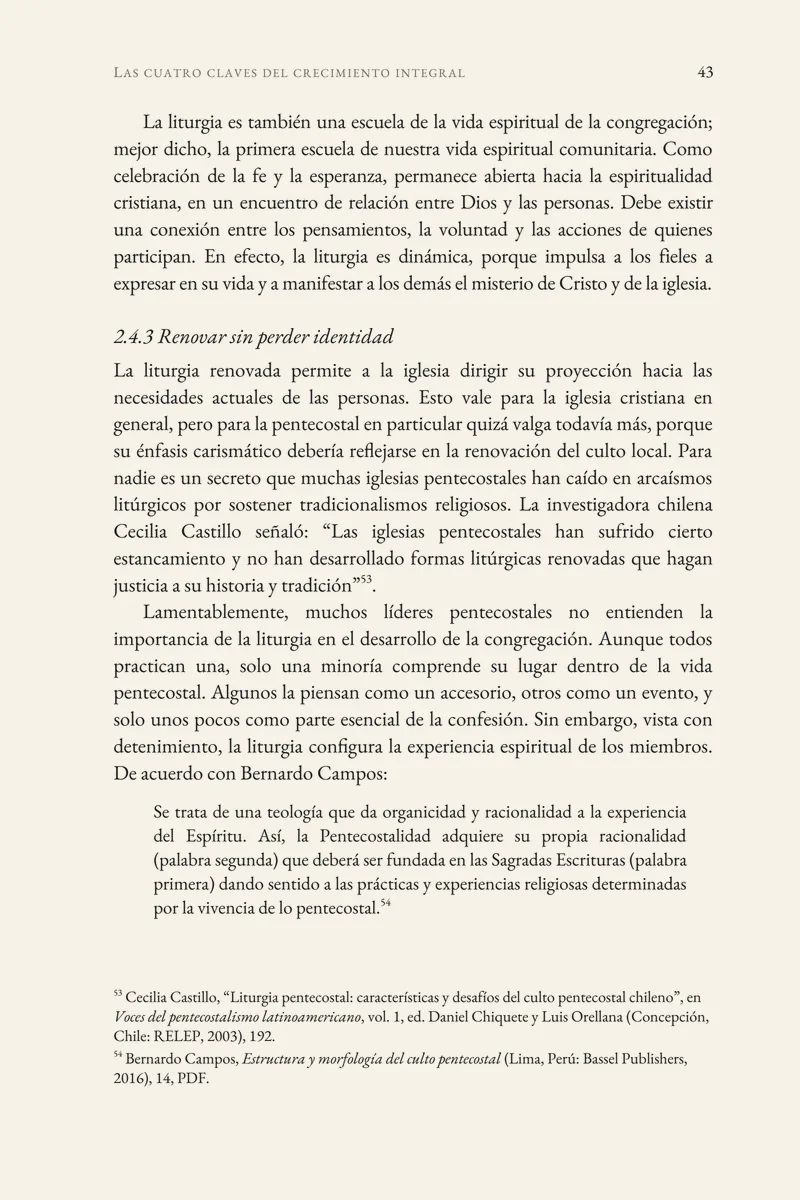 LAS CUATRO CLAVES DEL CRECIMIENTO INTEGRAL 43
La liturgia es también una escuela de la vida espiritual de la congregación;
mejor dicho, la primera escuela de nuestra vida espiritual comunitaria. Como
celebración de la fe y la esperanza, permanece abierta hacia la espiritualidad
cristiana, en un encuentro de relación entre Dios y las personas. Debe existir
una conexión entre los pensamientos, la voluntad y las acciones de quienes
participan. En efecto, la liturgia es dinámica, porque impulsa a los fieles a
expresar en su vida y a manifestar a los demás el misterio de Cristo y de la iglesia.
2.4.3 Renovar sin perder identidad
La liturgia renovada permite a la iglesia dirigir su proyección hacia las
necesidades actuales de las personas. Esto vale para la iglesia cristiana en
general, pero para la pentecostal en particular quizá valga todavía más, porque
su énfasis carismático debería reflejarse en la renovación del culto local. Para
nadie es un secreto que muchas iglesias pentecostales han caído en arcaísmos
litúrgicos por sostener tradicionalismos religiosos. La investigadora chilena
Cecilia Castillo señaló: “Las iglesias pentecostales han sufrido cierto
estancamiento y no han desarrollado formas litúrgicas renovadas que hagan
justicia a su historia y tradición”53.
Lamentablemente, muchos líderes pentecostales no entienden la
importancia de la liturgia en el desarrollo de la congregación. Aunque todos
practican una, solo una minoría comprende su lugar dentro de la vida
pentecostal. Algunos la piensan como un accesorio, otros como un evento, y
solo unos pocos como parte esencial de la confesión. Sin embargo, vista con
detenimiento, la liturgia configura la experiencia espiritual de los miembros.
De acuerdo con Bernardo Campos:
Se trata de una teología que da organicidad y racionalidad a la experiencia
del Espíritu. Así, la Pentecostalidad adquiere su propia racionalidad
(palabra segunda) que deberá ser fundada en las Sagradas Escrituras (palabra
primera) dando sentido a las prácticas y experiencias religiosas determinadas
por la vivencia de lo pentecostal.54
53 Cecilia Castillo, “Liturgia pentecostal: características y desafíos del culto pentecostal chileno”, en
Voces del pentecostalismo latinoamericano, vol. 1, ed. Daniel Chiquete y Luis Orellana (Concepción,
Chile: RELEP, 2003), 192.
54 Bernardo Campos, Estructura y morfología del culto pentecostal (Lima, Perú: Bassel Publishers,
2016), 14, PDF.